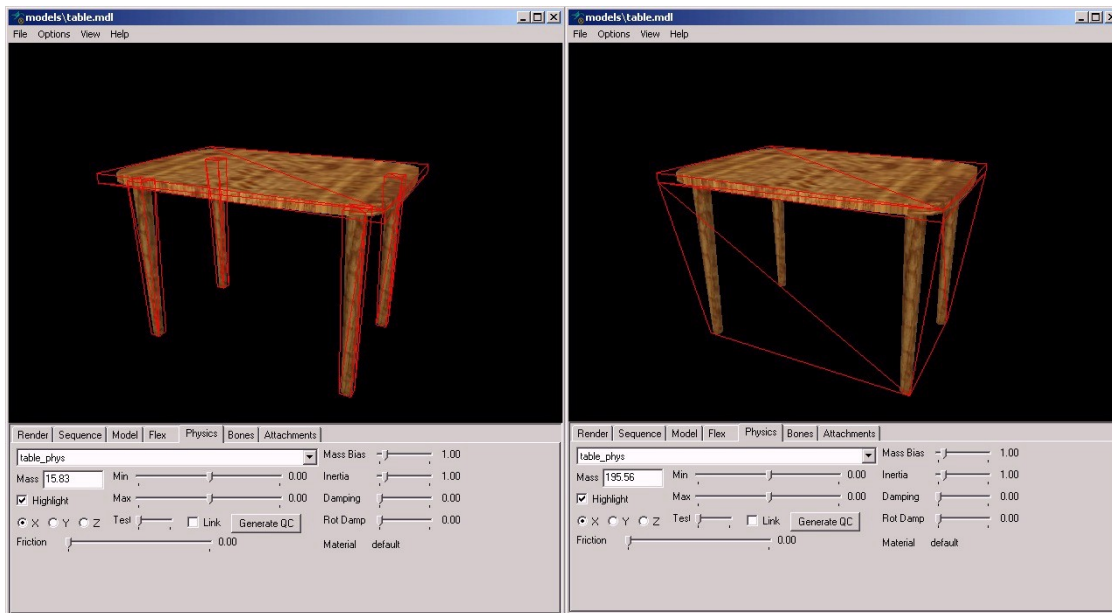 models\table.mdl
File Options View Help
Render Sequence Model Flex Physics Bones Attachments
table_phys
Mass Bias 1.00
Mass 15.83 Min 0.00 Inertia 1.00
Highlight Max 0.00 Damping 0.00
X Y Z Test Link Generate QC Rot Damp 0.00
Friction 0.00 Material default
models\table.mdl
File Options View Help
Render Sequence Model Flex Physics Bones Attachments
table_phys
Mass Bias 1.00
Mass 195.56 Min 0.00 Inertia 1.00
Highlight Max 0.00 Damping 0.00
X Y Z Test Link Generate QC Rot Damp 0.00
Friction 0.00 Material default